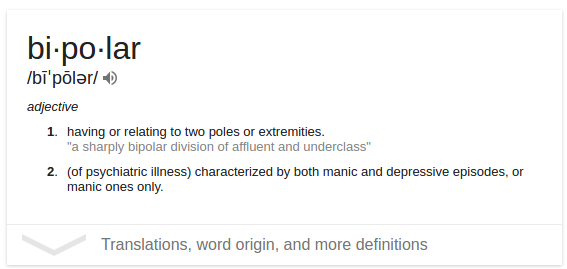 bi·po·lar
/bīˈpōlər/
adjective
1. having or relating to two poles or extremities.
"a sharply bipolar division of affluent and underclass"
2. (of psychiatric illness) characterized by both manic and depressive episodes, or
manic ones only.
Translations, word origin, and more definitions